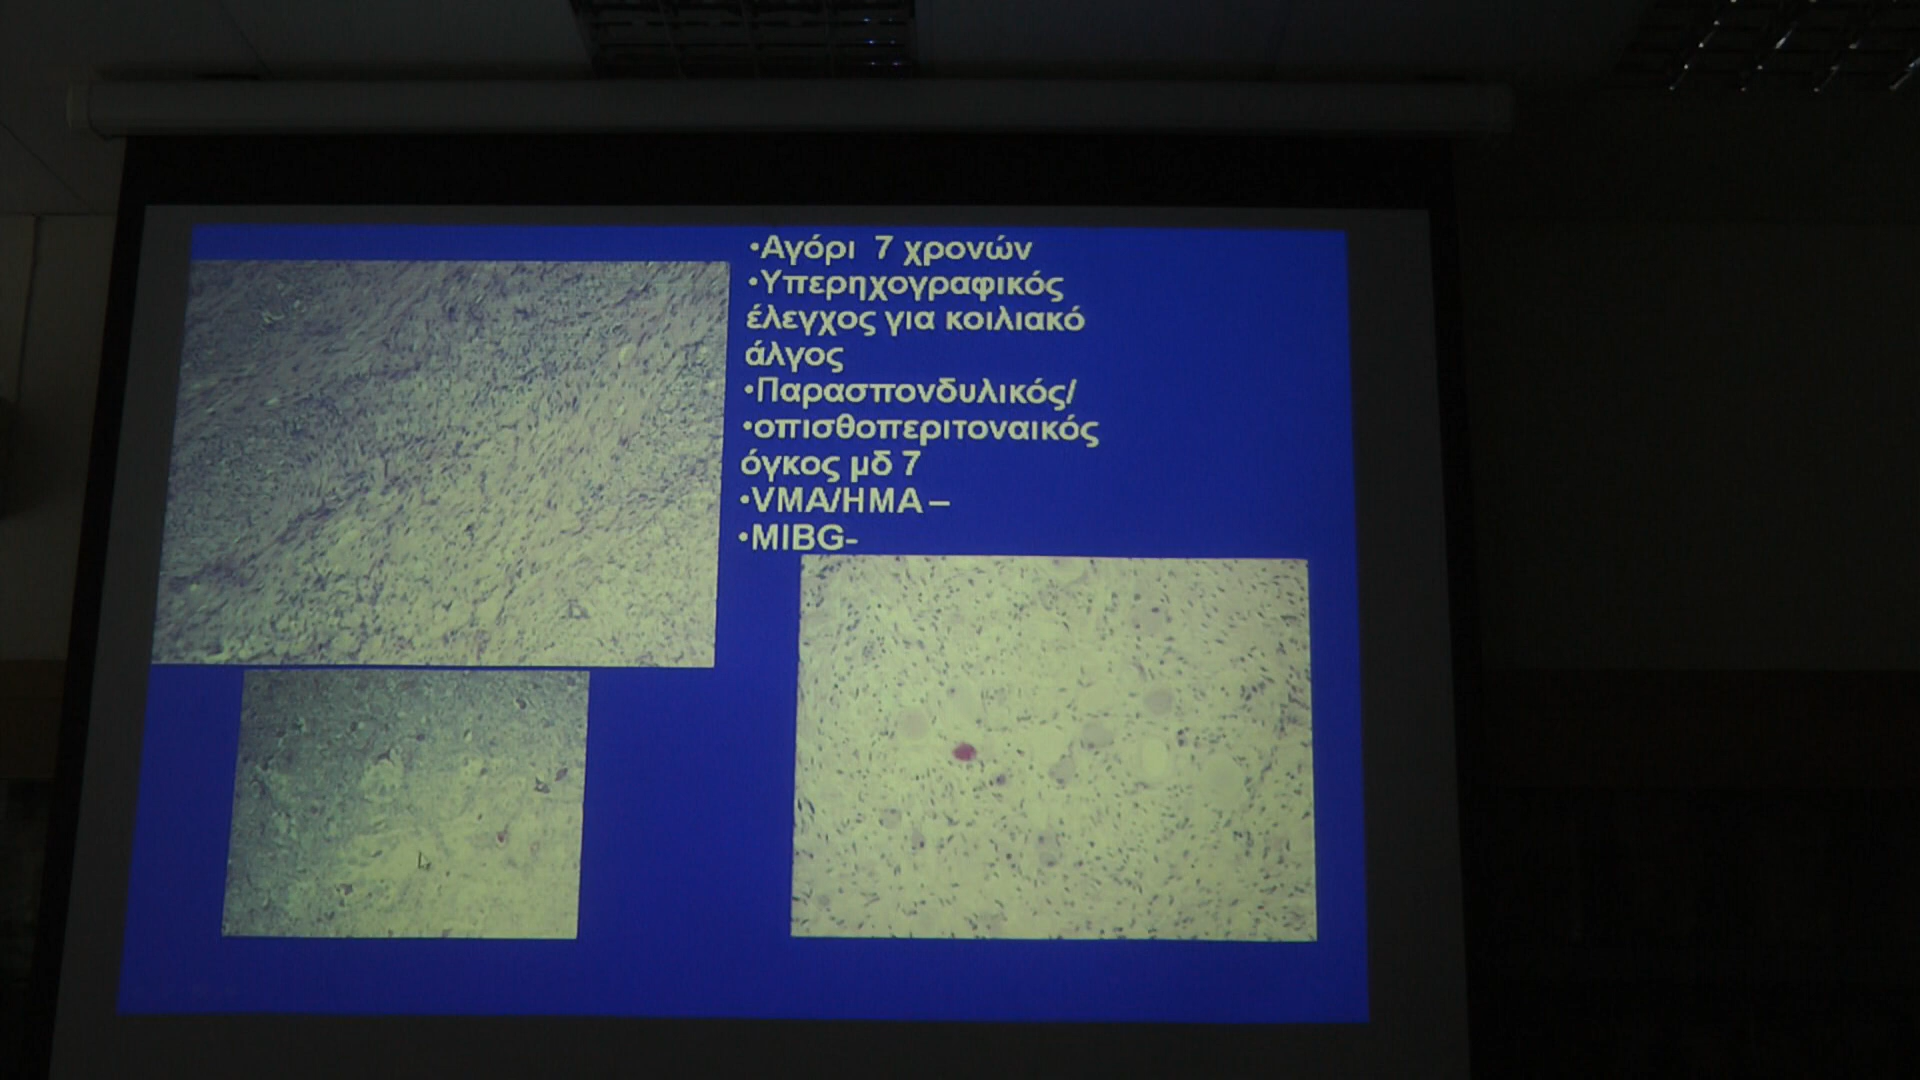 •Αγόρι 7 χρονών
•Υπερηχογραφικός
έλεγχος για κοιλιακό
άλγος
•Παρασπονδυλικός/
•οπισθοπεριτοναικός
όγκος μδ 7
•VMA/HMA –
•MIBG-